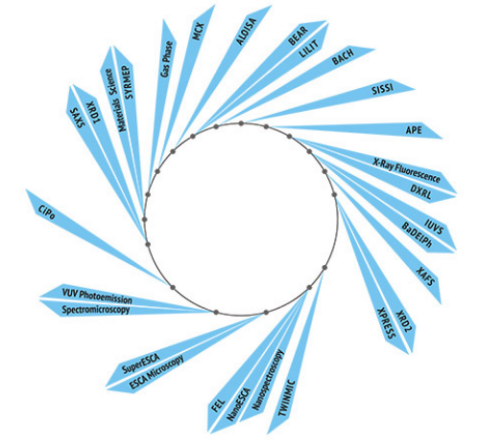 MCX
ALOISA
BEAR
LILIT
BACH
SISSI
APE
X-Ray Fluorescence
DXRL
IUVS
BaDElPh
XAFS
XRD2
XPRESS
TWINMIC
Nanospectroscopy
NanoESCA
FEL
ESCA Microscopy
SuperESCA
Spectromicroscopy
VUV Photoemission
CiPo
SAXS
XRD1
Materials Science
SYRMEP
Gas Phase